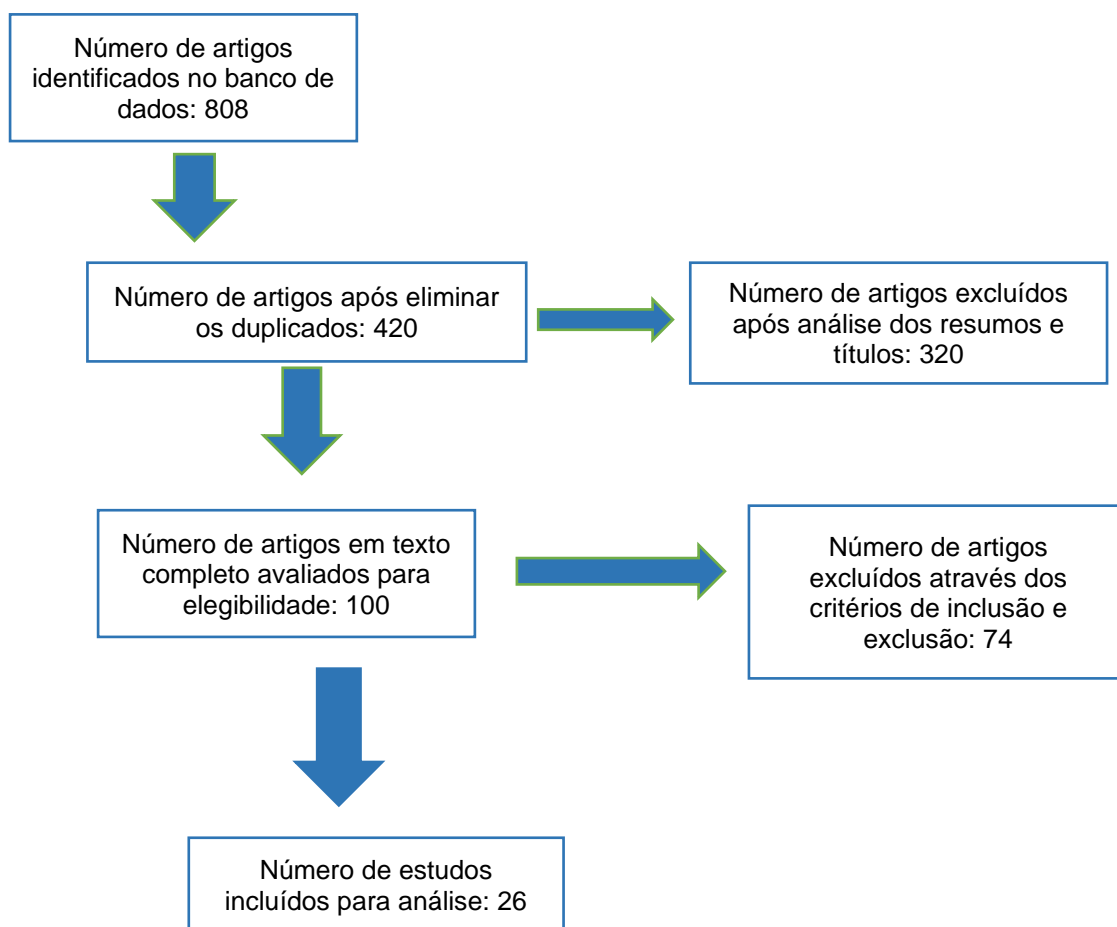 Número de artigos
identificados no banco de
dados: 808
Número de artigos após eliminar
os duplicados: 420
Número de artigos excluídos
após análise dos resumos e
títulos: 320
Número de artigos em texto
completo avaliados para
elegibilidade: 100
Número de artigos
excluídos através dos
critérios de inclusão e
exclusão: 74
Número de estudos
incluídos para análise: 26